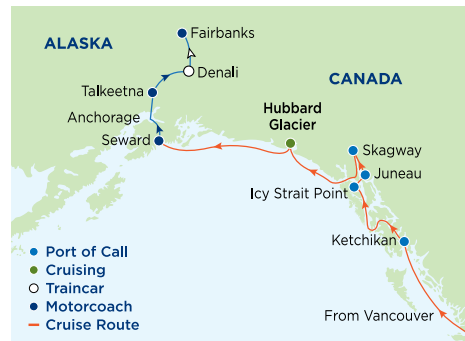 Fairbanks
ALASKA
Denali
CANADA
Talkeetna
Hubbard
Glacier
Anchorage
Seward
Skagway
Juneau
Icy Strait Point
Ketchikan
From Vancouver
Port of Call
Cruising
Traincar
Motorcoach
Cruise Route